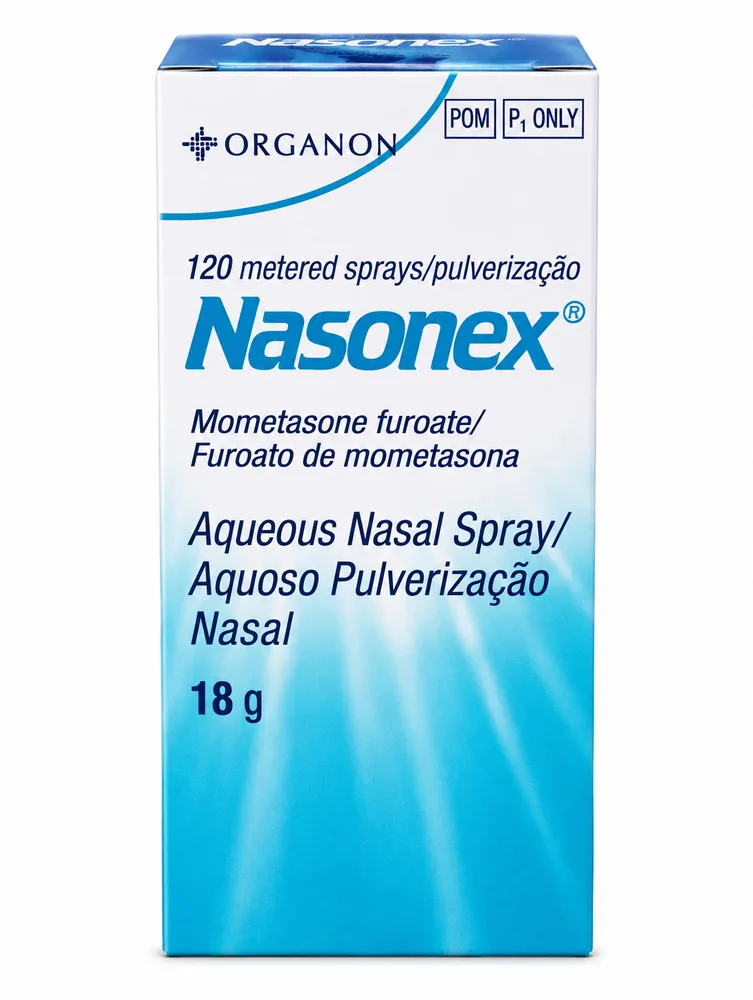 Nasonex
ORGANON
POM P₁ ONLY
120 metered sprays/pulverização
Nasonex®
Mometasone furoate/
Furoato de mometasona
Aqueous Nasal Spray/
Aquoso Pulverização
Nasal
18 g